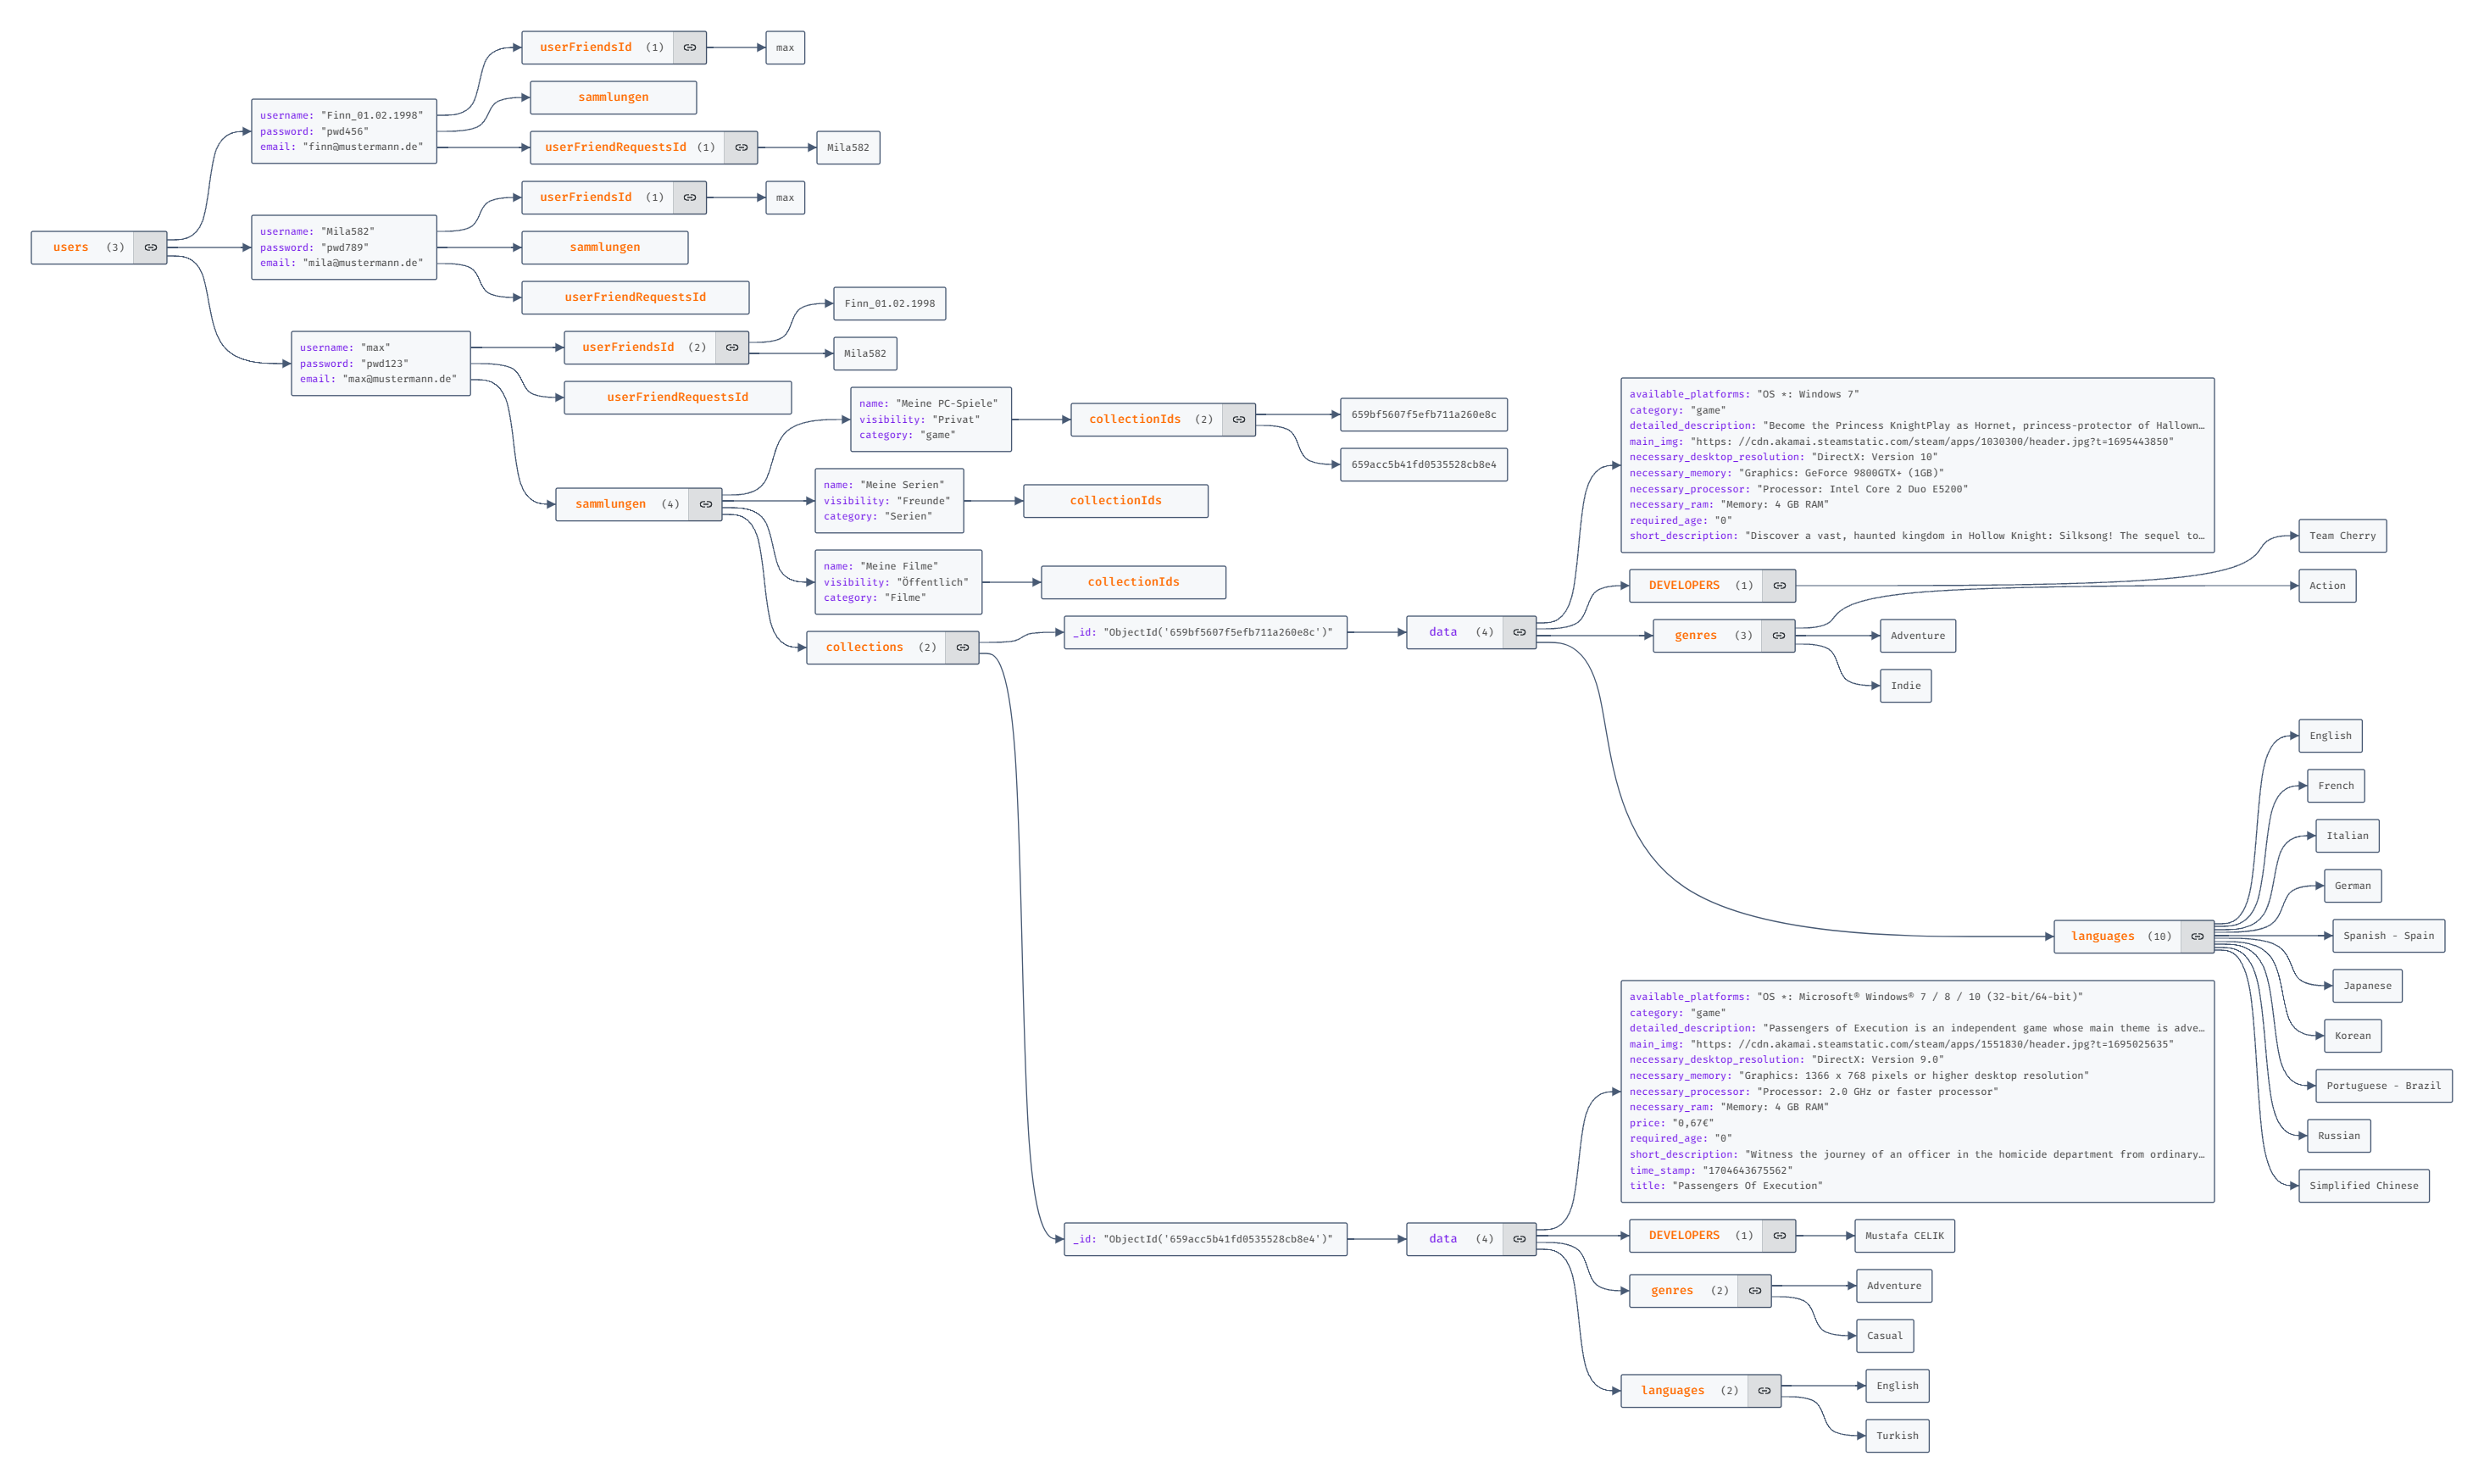 userFriendsId (1)
max
sammlungen
username: "Finn_01.02.1998"
password: "pwd456"
email: "finn@mustermann.de"
userFriendRequestsId (1)
Mila582
userFriendsId (1)
max
users (3)
username: "Mila582"
password: "pwd789"
email: "mila@mustermann.de"
sammlungen
userFriendRequestsId
Finn_01.02.1998
username: "max"
password: "pwd123"
email: "max@mustermann.de"
userFriendsId (2)
Mila582
userFriendRequestsId
name: "Meine PC-Spiele"
visibility: "Privat"
category: "game"
collectionIds (2)
659bf5607f5efb711a260e8c
659acc5b41fd0535528cb8e4
sammlungen (4)
name: "Meine Serien"
visibility: "Freunde"
category: "Serien"
collectionIds
name: "Meine Filme"
visibility: "Öffentlich"
category: "Filme"
collectionIds
collections (2)
_id: "ObjectId('659bf5607f5efb711a260e8c')"
data (4)
available_platforms: "OS *: Windows 7"
category: "game"
detailed_description: "Become the Princess KnightPlay as Hornet, princess-protector of Hallown…
main_img: "https: //cdn.akamai.steamstatic.com/steam/apps/1030300/header.jpg?t=1695443850"
necessary_desktop_resolution: "DirectX: Version 10"
necessary_memory: "Graphics: GeForce 9800GTX+ (1GB)"
necessary_processor: "Processor: Intel Core 2 Duo E5200"
necessary_ram: "Memory: 4 GB RAM"
required_age: "0"
short_description: "Discover a vast, haunted kingdom in Hollow Knight: Silksong! The sequel to…
Team Cherry
DEVELOPERS (1)
Action
genres (3)
Adventure
Indie
English
French
Italian
German
languages (10)
Spanish - Spain
Japanese
Korean
Portuguese - Brazil
Russian
Simplified Chinese
available_platforms: "OS *: Microsoft® Windows® 7 / 8 / 10 (32-bit/64-bit)"
category: "game"
detailed_description: "Passengers of Execution is an independent game whose main theme is adve…
main_img: "https: //cdn.akamai.steamstatic.com/steam/apps/1551830/header.jpg?t=1695025635"
necessary_desktop_resolution: "DirectX: Version 9.0"
necessary_memory: "Graphics: 1366 x 768 pixels or higher desktop resolution"
necessary_processor: "Processor: 2.0 GHz or faster processor"
necessary_ram: "Memory: 4 GB RAM"
price: "0,67€"
required_age: "0"
short_description: "Witness the journey of an officer in the homicide department from ordinary…
time_stamp: "1704643675562"
title: "Passengers Of Execution"
_id: "ObjectId('659acc5b41fd0535528cb8e4')"
data (4)
DEVELOPERS (1)
Mustafa CELIK
genres (2)
Adventure
Casual
languages (2)
English
Turkish